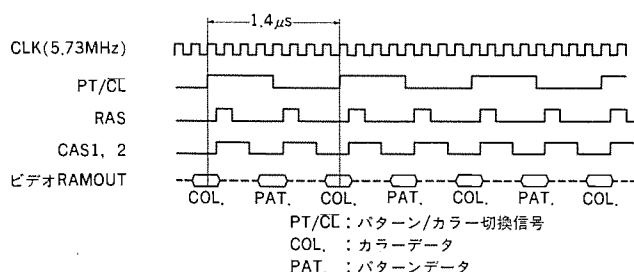 1.4μs
CLK(5.73MHz)
PT/C̅L̅
RAS
CAS1, 2
ビデオRAMOUT
COL. PAT. COL. PAT. COL. PAT. COL.
PT/C̅L̅:パターン/カラー切換信号
COL. :カラーデータ
PAT. :パターンデータ